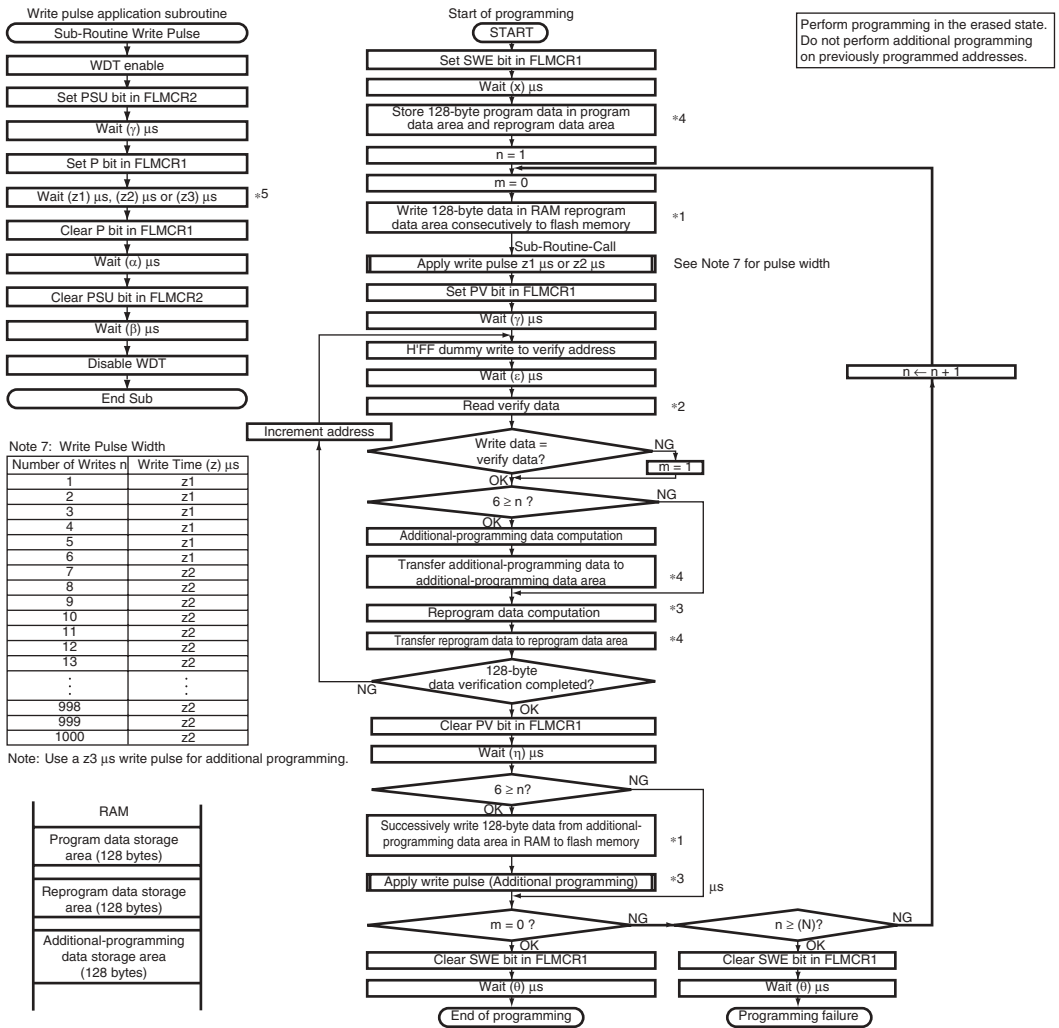 Write pulse application subroutine
Sub-Routine Write Pulse
WDT enable
Set PSU bit in FLMCR2
Wait (γ) μs
Set P bit in FLMCR1
Wait (z1) μs, (z2) μs or (z3) μs
*5
Clear P bit in FLMCR1
Wait (α) μs
Clear PSU bit in FLMCR2
Wait (β) μs
Disable WDT
End Sub
Note 7: Write Pulse Width
Number of Writes n Write Time (z) μs
1 z1
2 z1
3 z1
4 z1
5 z1
6 z1
7 z2
8 z2
9 z2
10 z2
11 z2
12 z2
13 z2
⋮ ⋮
998 z2
999 z2
1000 z2
Note: Use a z3 μs write pulse for additional programming.
RAM
Program data storage
area (128 bytes)
Reprogram data storage
area (128 bytes)
Additional-programming
data storage area
(128 bytes)
Start of programming
START
Set SWE bit in FLMCR1
Wait (x) μs
Store 128-byte program data in program
data area and reprogram data area
*4
n = 1
m = 0
Write 128-byte data in RAM reprogram
data area consecutively to flash memory
*1
Sub-Routine-Call
Apply write pulse z1 μs or z2 μs
See Note 7 for pulse width
Set PV bit in FLMCR1
Wait (γ) μs
H'FF dummy write to verify address
Wait (ε) μs
Read verify data
*2
Increment address
Write data =
verify data?
NG
m = 1
OK
6 ≥ n ?
NG
OK
Additional-programming data computation
Transfer additional-programming data to
additional-programming data area
*4
Reprogram data computation
*3
Transfer reprogram data to reprogram data area
*4
128-byte
data verification completed?
NG
OK
Clear PV bit in FLMCR1
Wait (η) μs
6 ≥ n?
NG
OK
Successively write 128-byte data from additional-
programming data area in RAM to flash memory
*1
Apply write pulse (Additional programming)
*3
μs
m = 0 ?
NG
OK
Clear SWE bit in FLMCR1
Wait (θ) μs
End of programming
n ≥ (N)?
NG
OK
Clear SWE bit in FLMCR1
Wait (θ) μs
Programming failure
n ← n + 1
Perform programming in the erased state.
Do not perform additional programming
on previously programmed addresses.